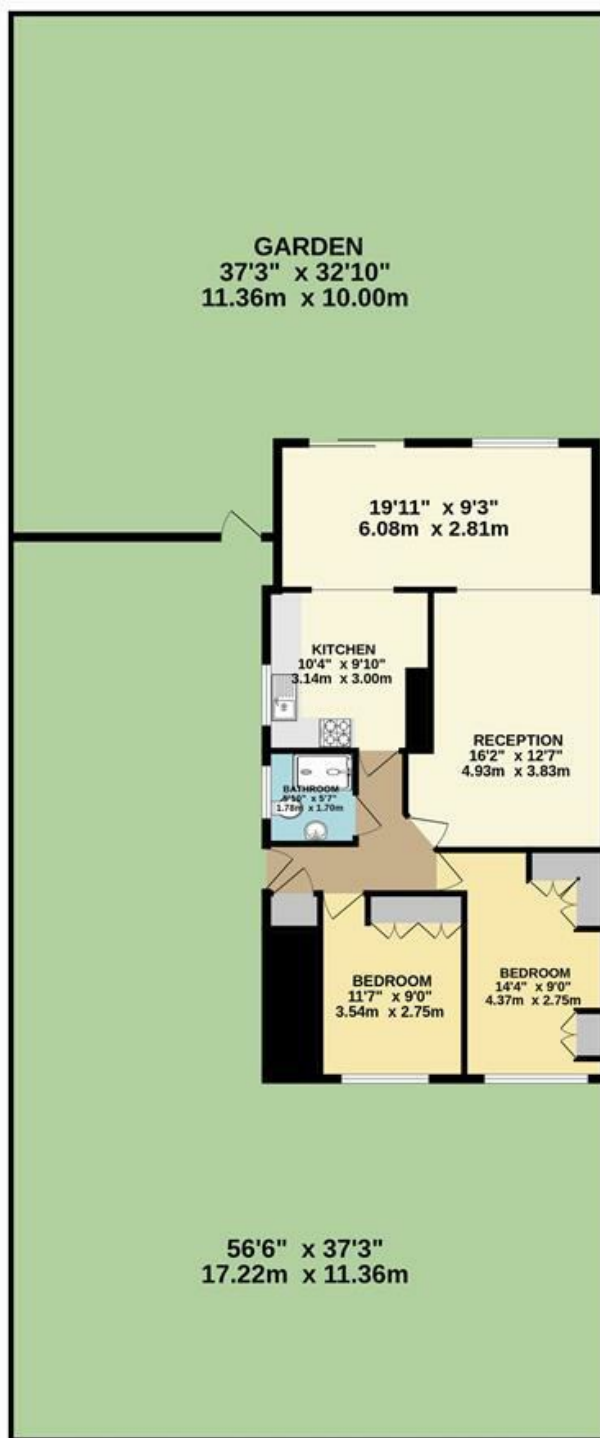 GARDEN
37'3" x 32'10"
11.36m x 10.00m
19'11" x 9'3"
6.08m x 2.81m
KITCHEN
10'4" x 9'10"
3.14m x 3.00m
RECEPTION
16'2" x 12'7"
4.93m x 3.83m
BATHROOM
5'10" x 5'7"
1.78m x 1.70m
BEDROOM
11'7" x 9'0"
3.54m x 2.75m
BEDROOM
14'4" x 9'0"
4.37m x 2.75m
56'6" x 37'3"
17.22m x 11.36m